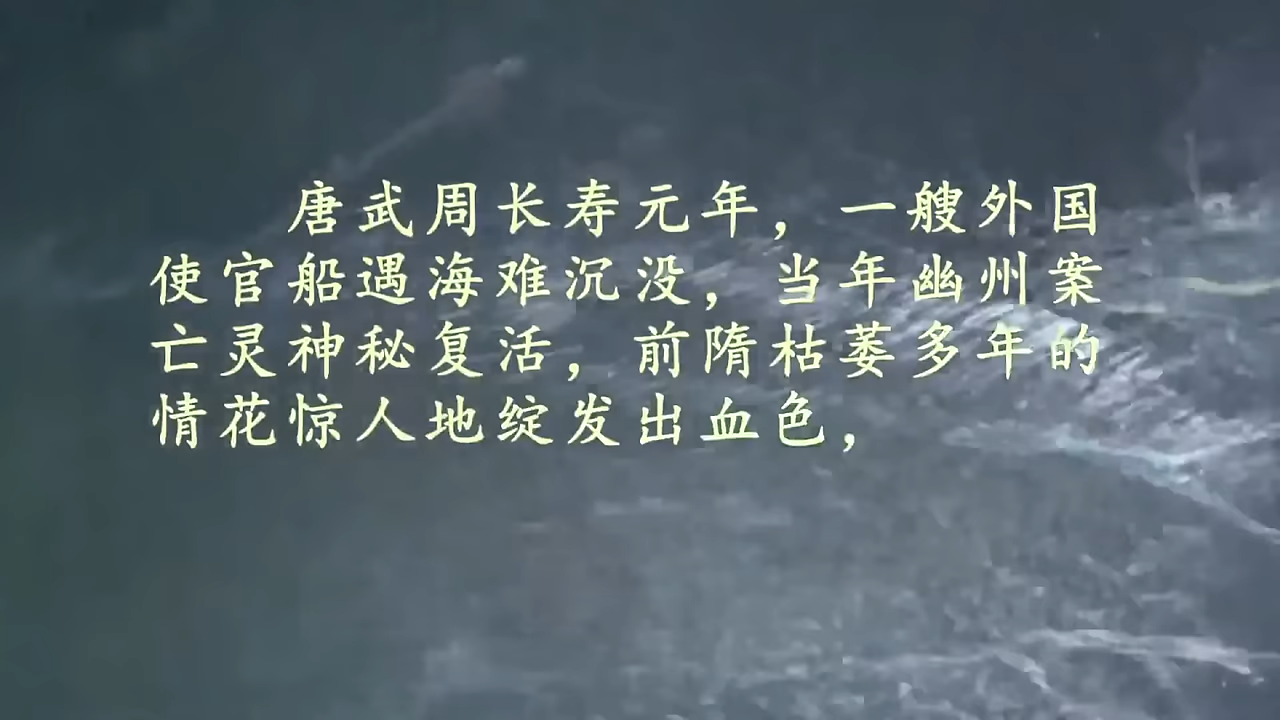 唐武周长寿元年，一艘外国
使官船遇海难沉没，当年幽州案
亡灵神秘复活，前隋枯萎多年的
情花惊人地绽发出血色，